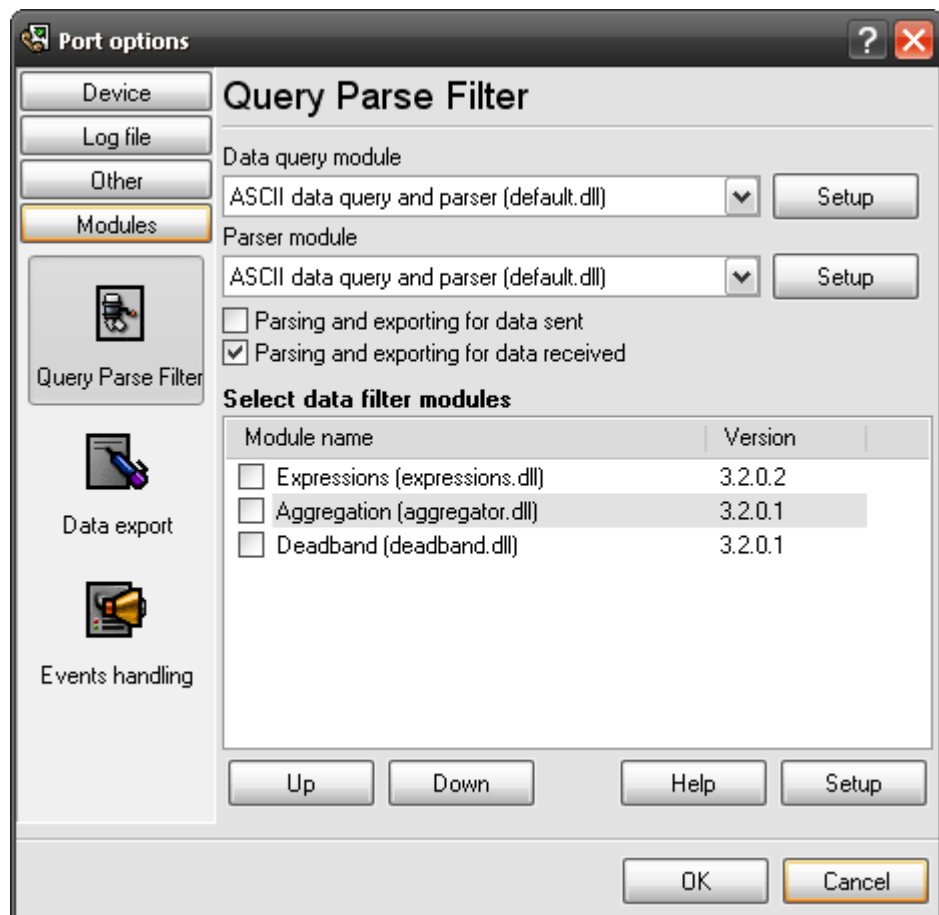 Port options
?
Device
Log file
Other
Modules
Query Parse Filter
Data export
Events handling
Query Parse Filter
Data query module
ASCII data query and parser (default.dll)
Setup
Parser module
ASCII data query and parser (default.dll)
Setup
Parsing and exporting for data sent
Parsing and exporting for data received
Select data filter modules
Module name Version
Expressions (expressions.dll) 3.2.0.2
Aggregation (aggregator.dll) 3.2.0.1
Deadband (deadband.dll) 3.2.0.1
Up Down Help Setup
OK Cancel